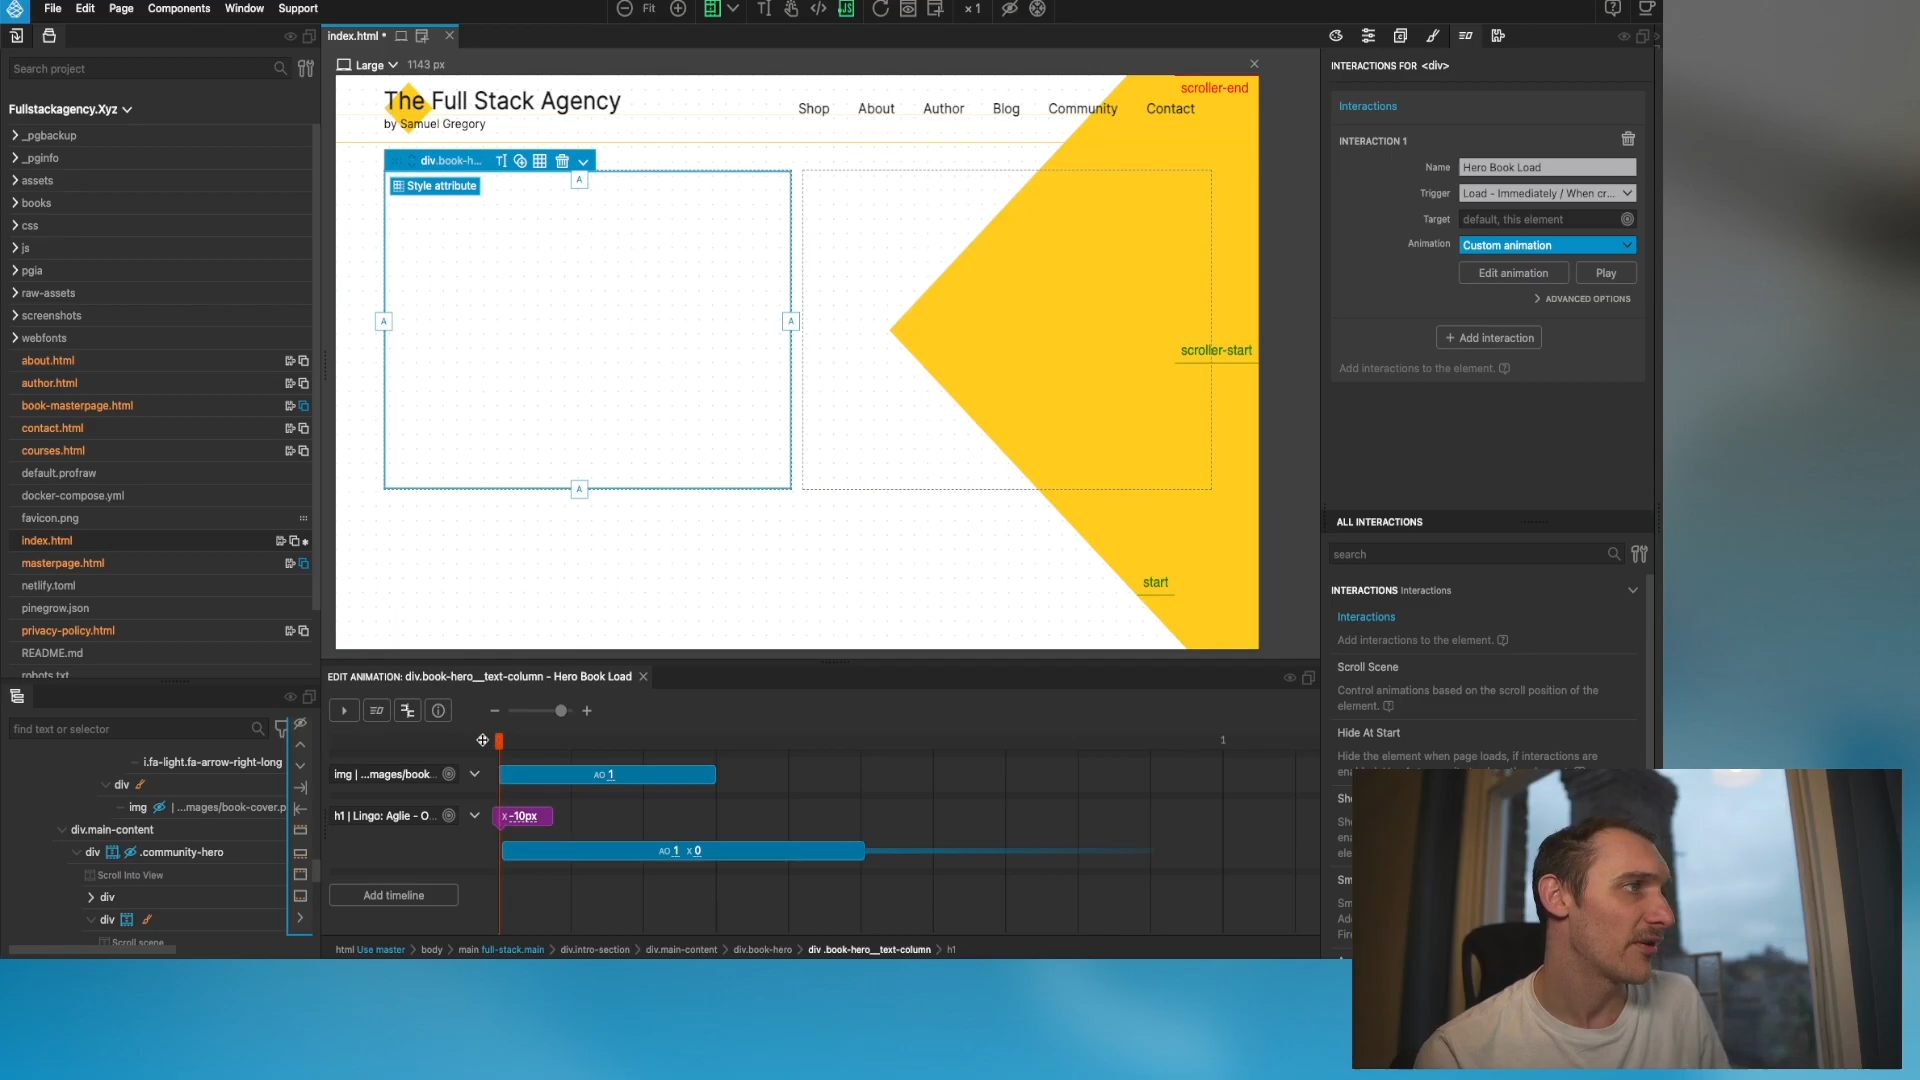 File Edit Page Components Window Support
Fit
JS
x 1
index.html •
Search project
Large
1143 px
INTERACTIONS FOR <div>
Fullstackagency.Xyz
_pgbackup
_pginfo
assets
books
css
js
pgia
raw-assets
screenshots
webfonts
about.html
author.html
book-masterpage.html
contact.html
courses.html
default.profraw
docker-compose.yml
favicon.png
index.html
masterpage.html
netlify.toml
pinegrow.json
privacy-policy.html
README.md
robots.txt
The Full Stack Agency
by Samuel Gregory
Shop About Author Blog Community Contact
scroller-end
div.book-h...
Style attribute
A
A
A
A
scroller-start
start
Interactions
INTERACTION 1
Name Hero Book Load
Trigger Load - Immediately / When cr...
Target default, this element
Animation Custom animation
Edit animation Play
ADVANCED OPTIONS
+ Add interaction
Add interactions to the element.
ALL INTERACTIONS
search
INTERACTIONS Interactions
Interactions
Add interactions to the element.
Scroll Scene
Control animations based on the scroll position of the
element.
Hide At Start
Hide the element when page loads, if interactions are
find text or selector
i.fa-light.fa-arrow-right-long
div
img | ...mages/book-cover.p
div.main-content
div .community-hero
Scroll Into View
div
div
Scroll scene
EDIT ANIMATION: div.book-hero__text-column - Hero Book Load
1
img | ...mages/book...
AO 1
h1 | Lingo: Aglie - O...
X -10px
AO 1 X 0
Add timeline
html Use master > body > main full-stack.main > div.intro-section > div.main-content > div.book-hero > div .book-hero__text-column > h1